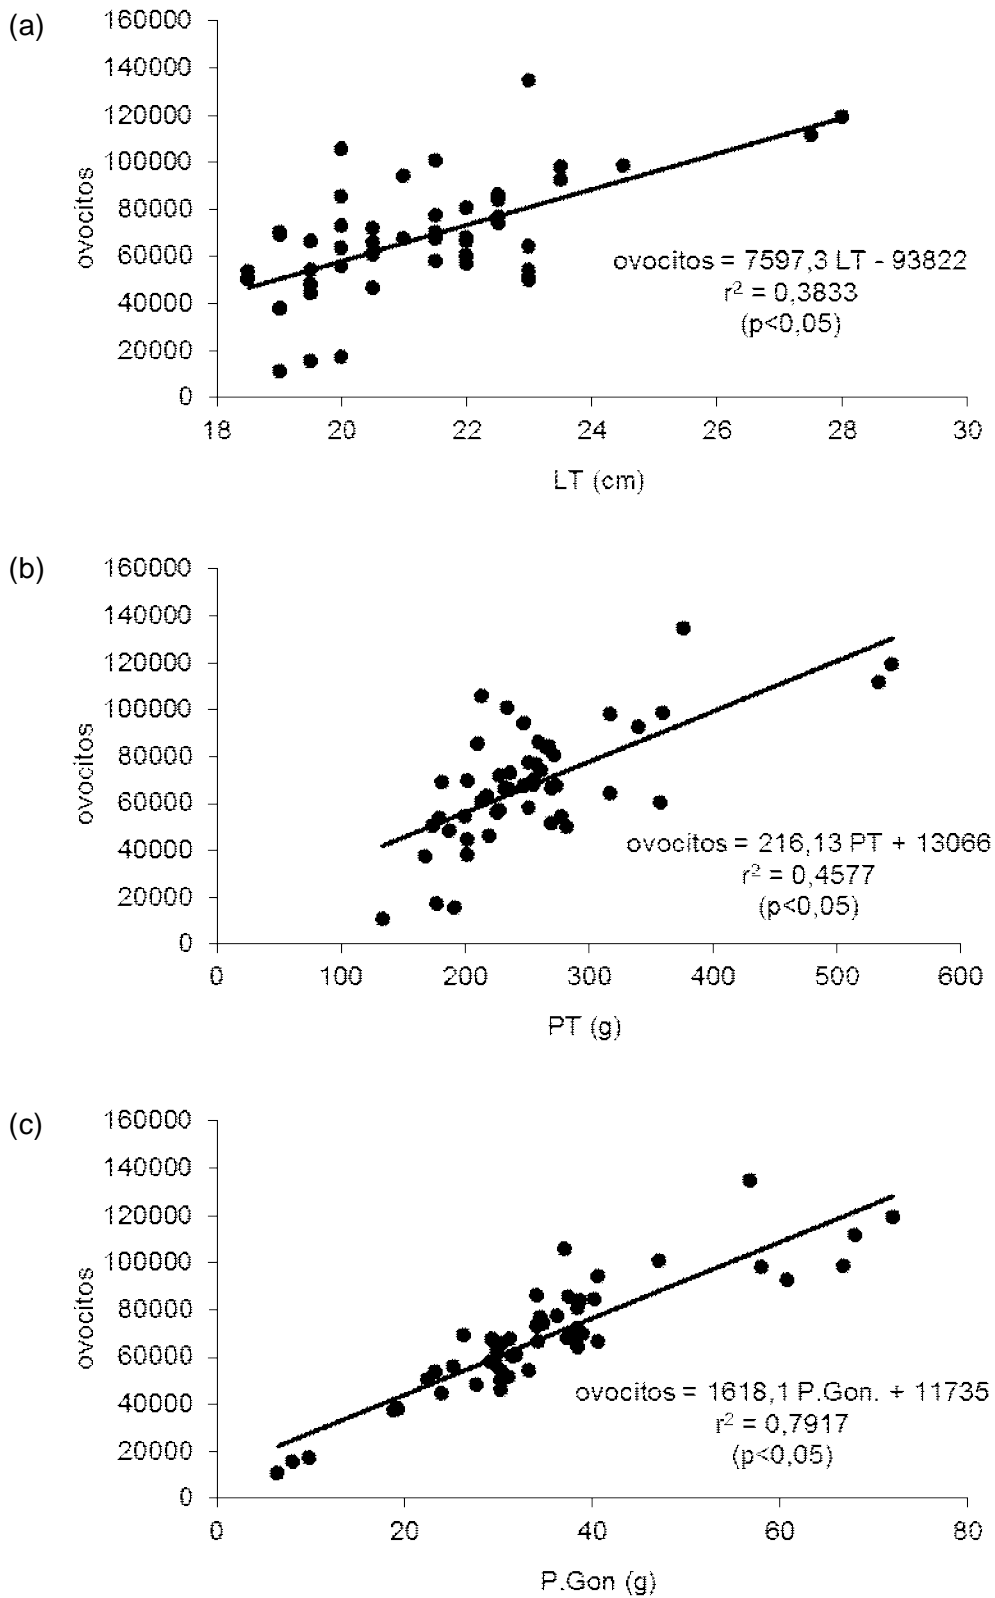 (a)
160000
140000
120000
100000
80000
60000
40000
20000
0
ovocitos
ovocitos = 7597,3 LT - 93822
r² = 0,3833
(p<0,05)
18 20 22 24 26 28 30
LT (cm)
(b)
160000
140000
120000
100000
80000
60000
40000
20000
0
ovocitos
ovocitos = 216,13 PT + 13066
r² = 0,4577
(p<0,05)
0 100 200 300 400 500 600
PT (g)
(c)
160000
140000
120000
100000
80000
60000
40000
20000
0
ovocitos
ovocitos = 1618,1 P.Gon. + 11735
r² = 0,7917
(p<0,05)
0 20 40 60 80
P.Gon (g)